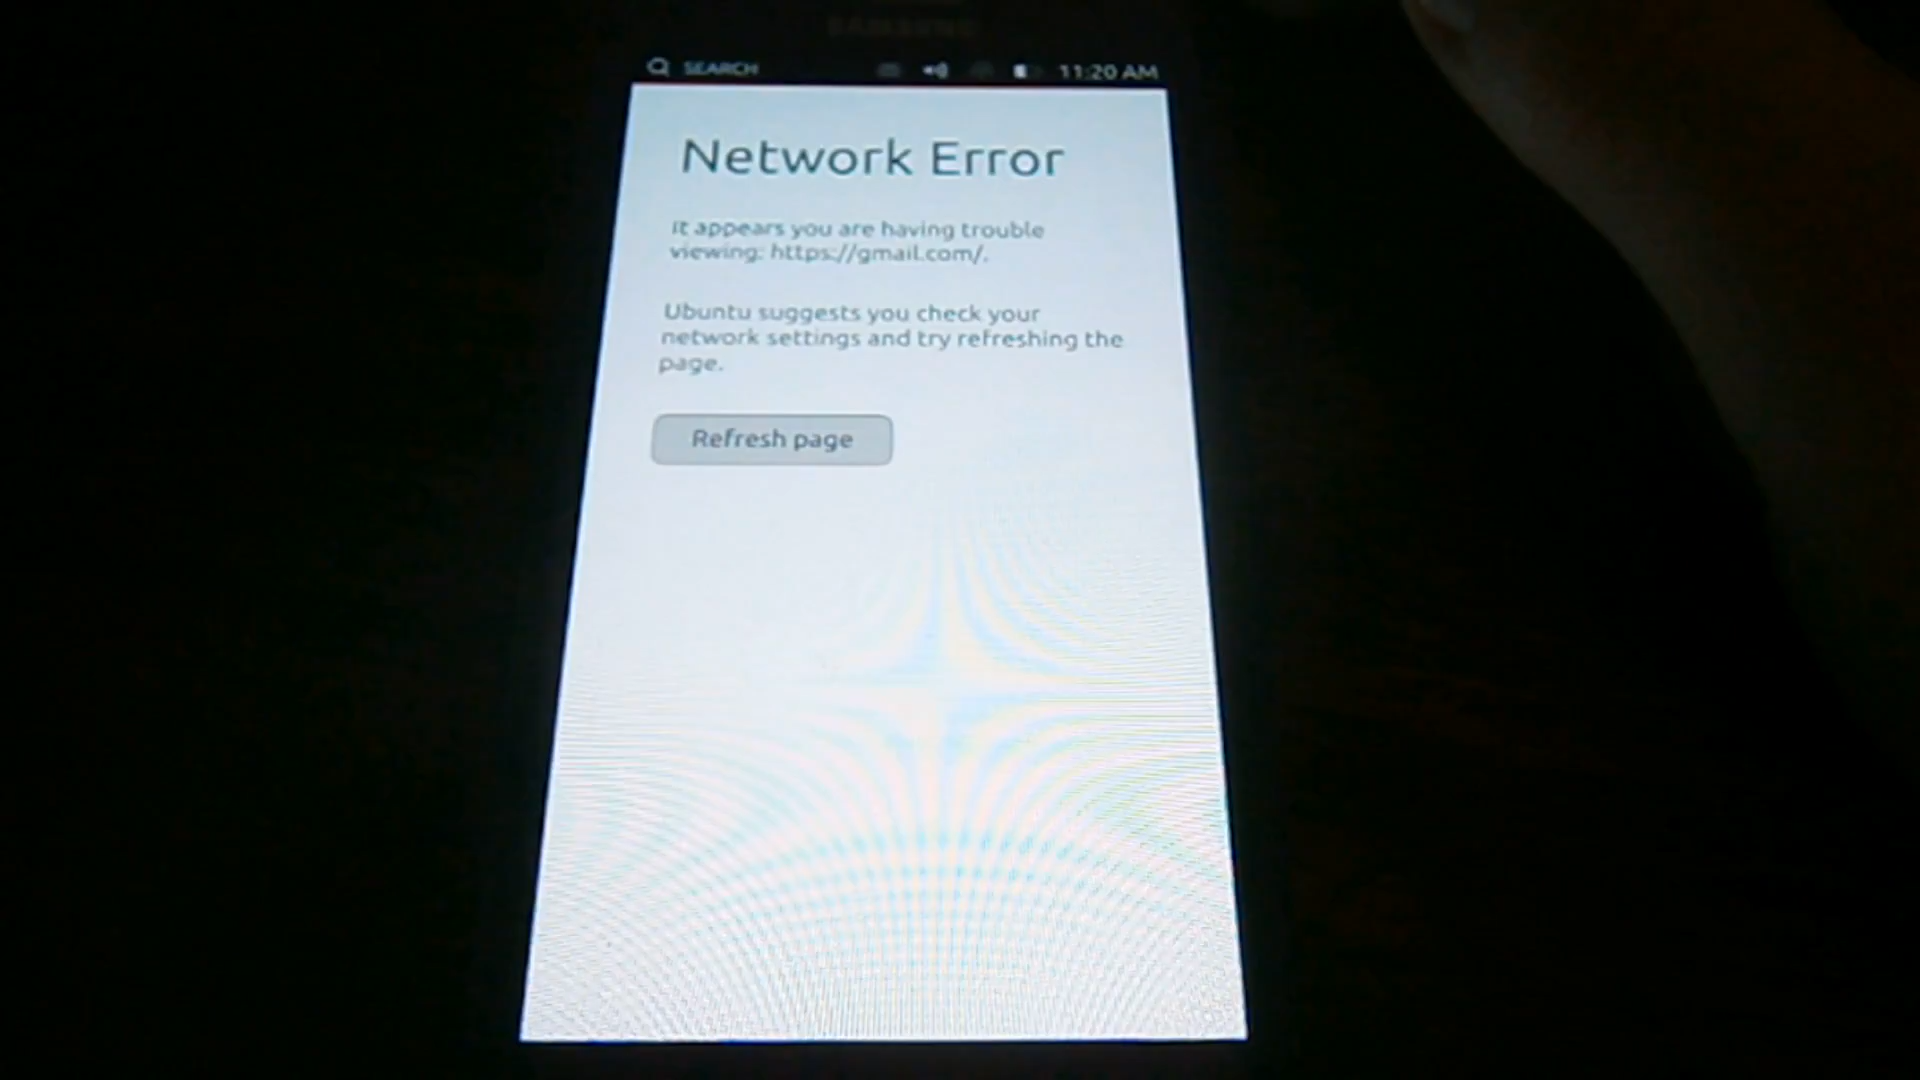 SAMSUNG
SEARCH 11:20 AM
Network Error
It appears you are having trouble
viewing: https://gmail.com/.
Ubuntu suggests you check your
network settings and try refreshing the
page.
Refresh page